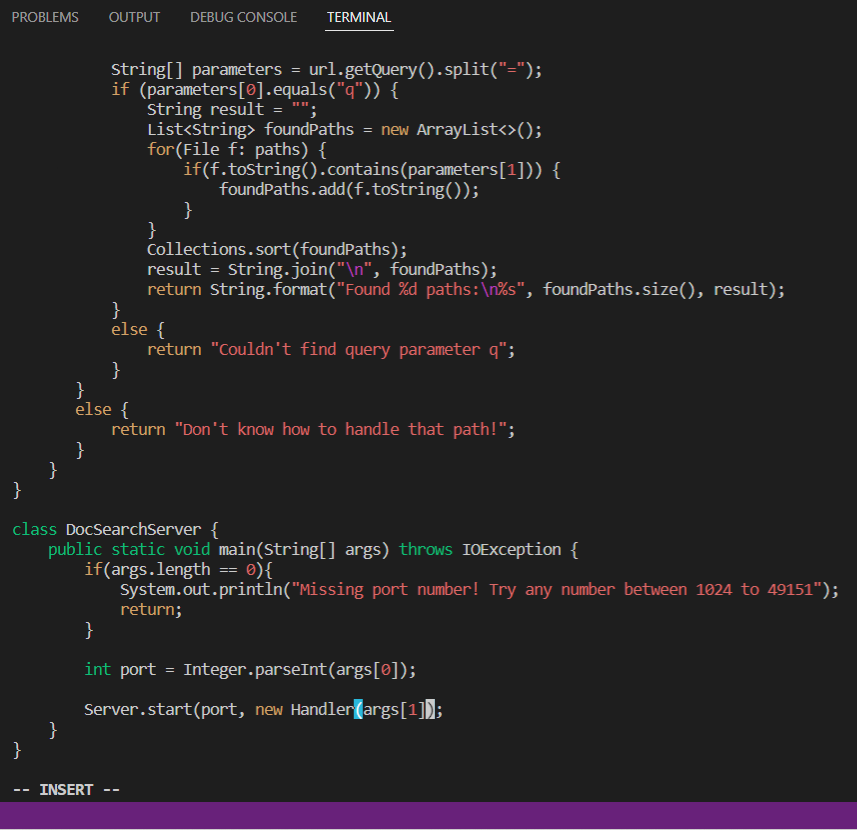 PROBLEMS OUTPUT DEBUG CONSOLE TERMINAL
            String[] parameters = url.getQuery().split("=");
            if (parameters[0].equals("q")) {
                String result = "";
                List<String> foundPaths = new ArrayList<>();
                for(File f: paths) {
                    if(f.toString().contains(parameters[1])) {
                        foundPaths.add(f.toString());
                    }
                }
                Collections.sort(foundPaths);
                result = String.join("\n", foundPaths);
                return String.format("Found %d paths:\n%s", foundPaths.size(), result);
            }
            else {
                return "Couldn't find query parameter q";
            }
        }
        else {
            return "Don't know how to handle that path!";
        }
    }
}

class DocSearchServer {
    public static void main(String[] args) throws IOException {
        if(args.length == 0){
            System.out.println("Missing port number! Try any number between 1024 to 49151");
            return;
        }

        int port = Integer.parseInt(args[0]);

        Server.start(port, new Handler(args[1]);
    }
}

-- INSERT --